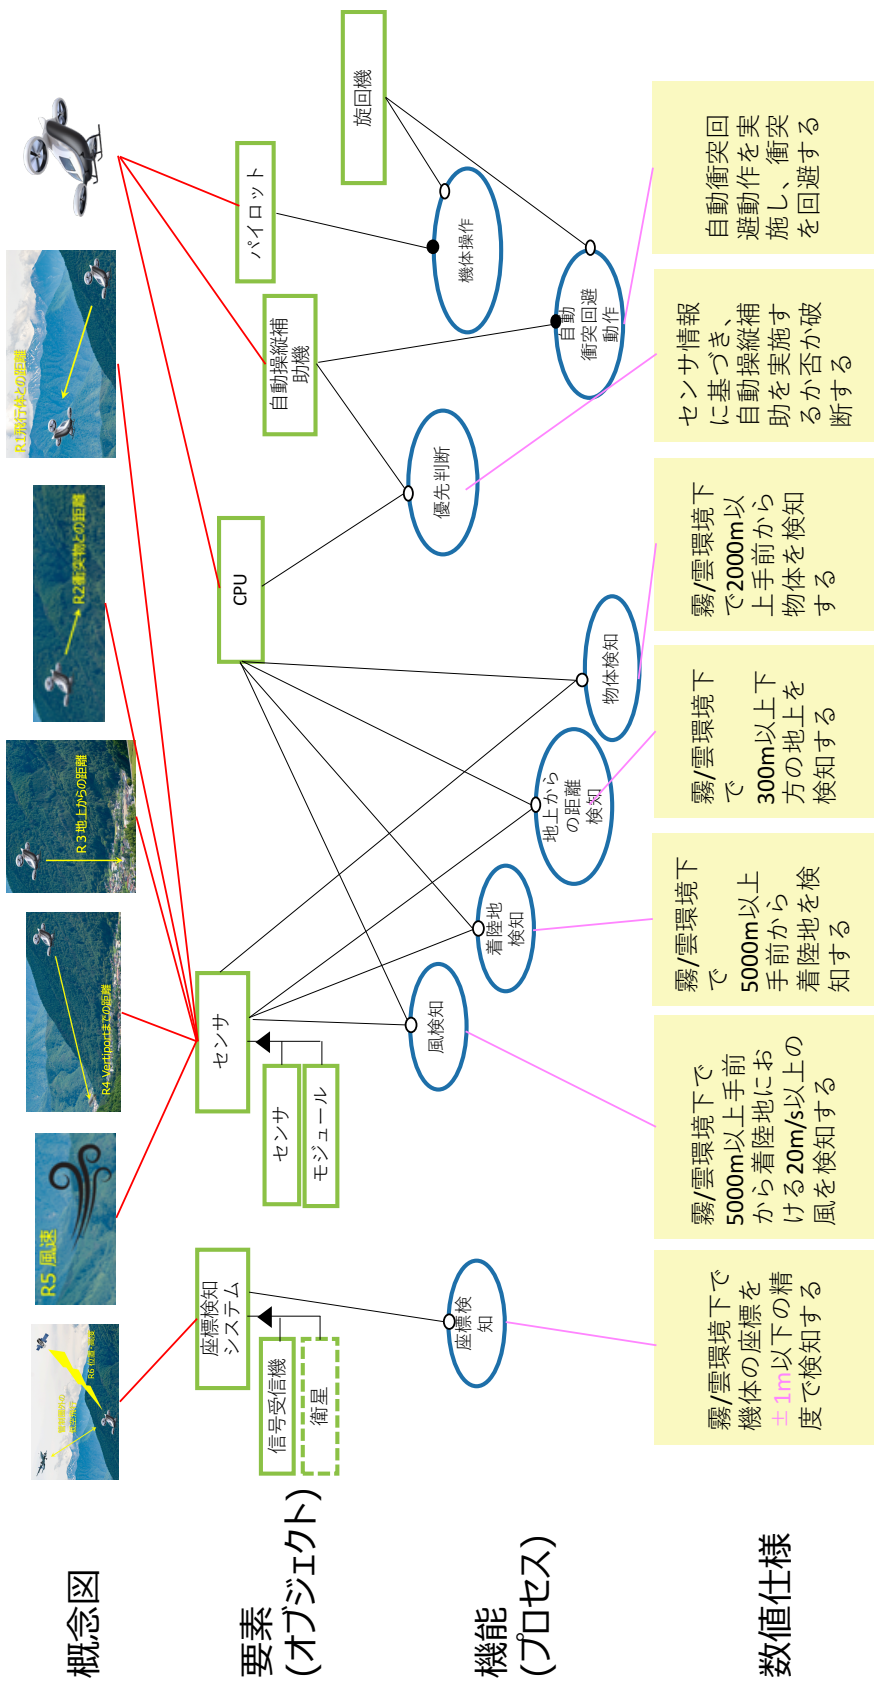 概念図
R6 位置・高度
R5 風速
R4 Vertiportまでの距離
R3地上からの距離
R2衝突物との距離
R1飛行体との距離
要素
(オブジェクト)
座標検知
システム
信号受信機
衛星
センサ
センサ
モジュール
CPU
自動操縦補
助機
パイロット
旋回機
機能
(プロセス)
座標検
知
風検知
着陸地
検知
地上から
の距離
検知
物体検知
優先判断
自動
衝突回避
動作
機体操作
数値仕様
霧/雲環境下で
機体の座標を
±1m以下の精
度で検知する
霧/雲環境下で
5000m以上手前
から着陸地にお
ける20m/s以上の
風を検知する
霧/雲環境下
で
5000m以上
手前から
着陸地を検
知する
霧/雲環境下
で
300m以上下
方の地上を
検知する
霧/雲環境下
で2000m以
上手前から
物体を検知
する
センサ情報
に基づき、
自動操縦補
助を実施す
るか否か破
断する
自動衝突回
避動作を実
施し、衝突
を回避する